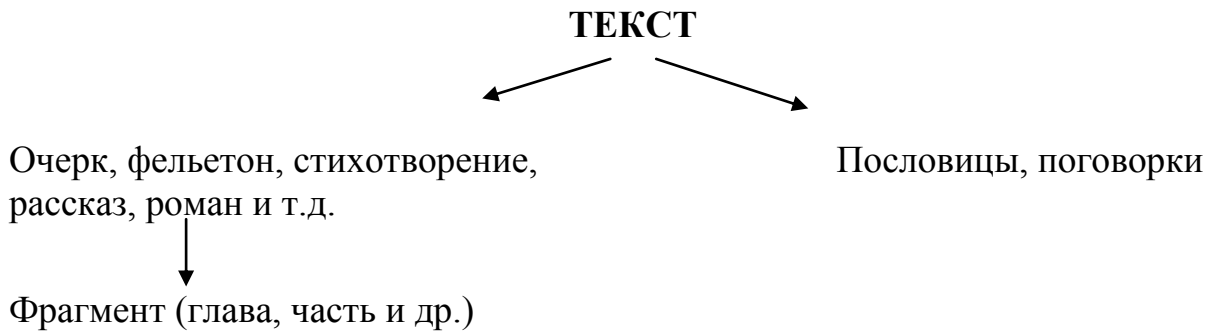 ТЕКСТ
Очерк, фельетон, стихотворение,
рассказ, роман и т.д.
Пословицы, поговорки
Фрагмент (глава, часть и др.)